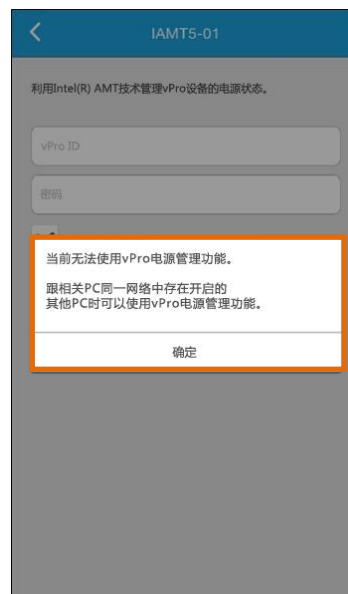 IAMT5-01
利用Intel(R) AMT技术管理vPro设备的电源状态。
vPro ID
密码
当前无法使用vPro电源管理功能。
跟相关PC同一网络中存在开启的
其他PC时可以使用vPro电源管理功能。
确定